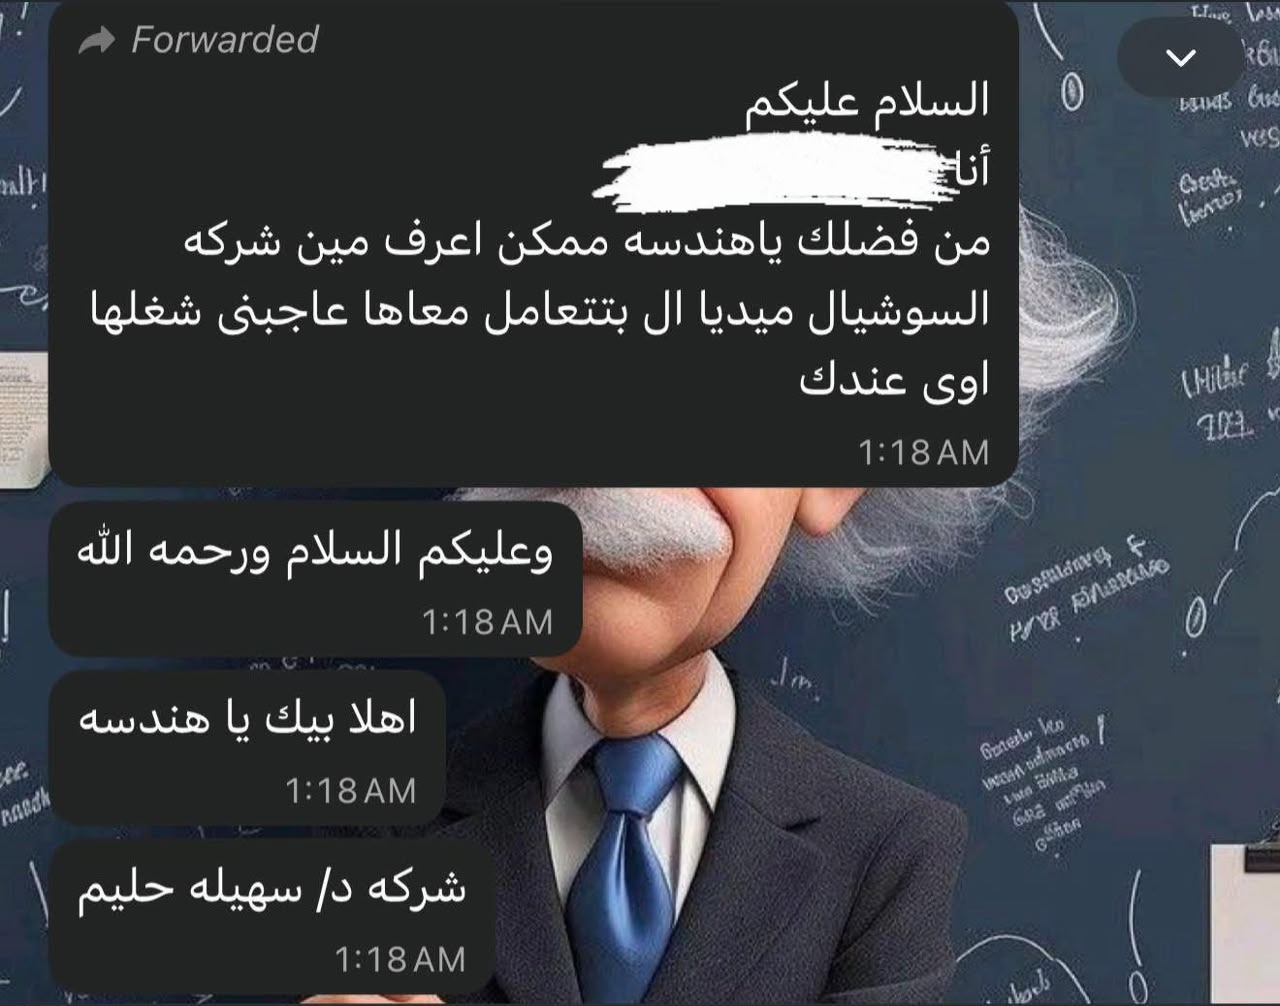 Forwarded
السلام عليكم
أنا
من فضلك ياهندسه ممكن اعرف مين شركه
السوشيال ميديا ال بتتعامل معاها عاجبنى شغلها
اوى عندك
1:18 AM
وعليكم السلام ورحمه الله
1:18 AM
اهلا بيك يا هندسه
1:18 AM
شركه د/ سهيله حليم
1:18 AM